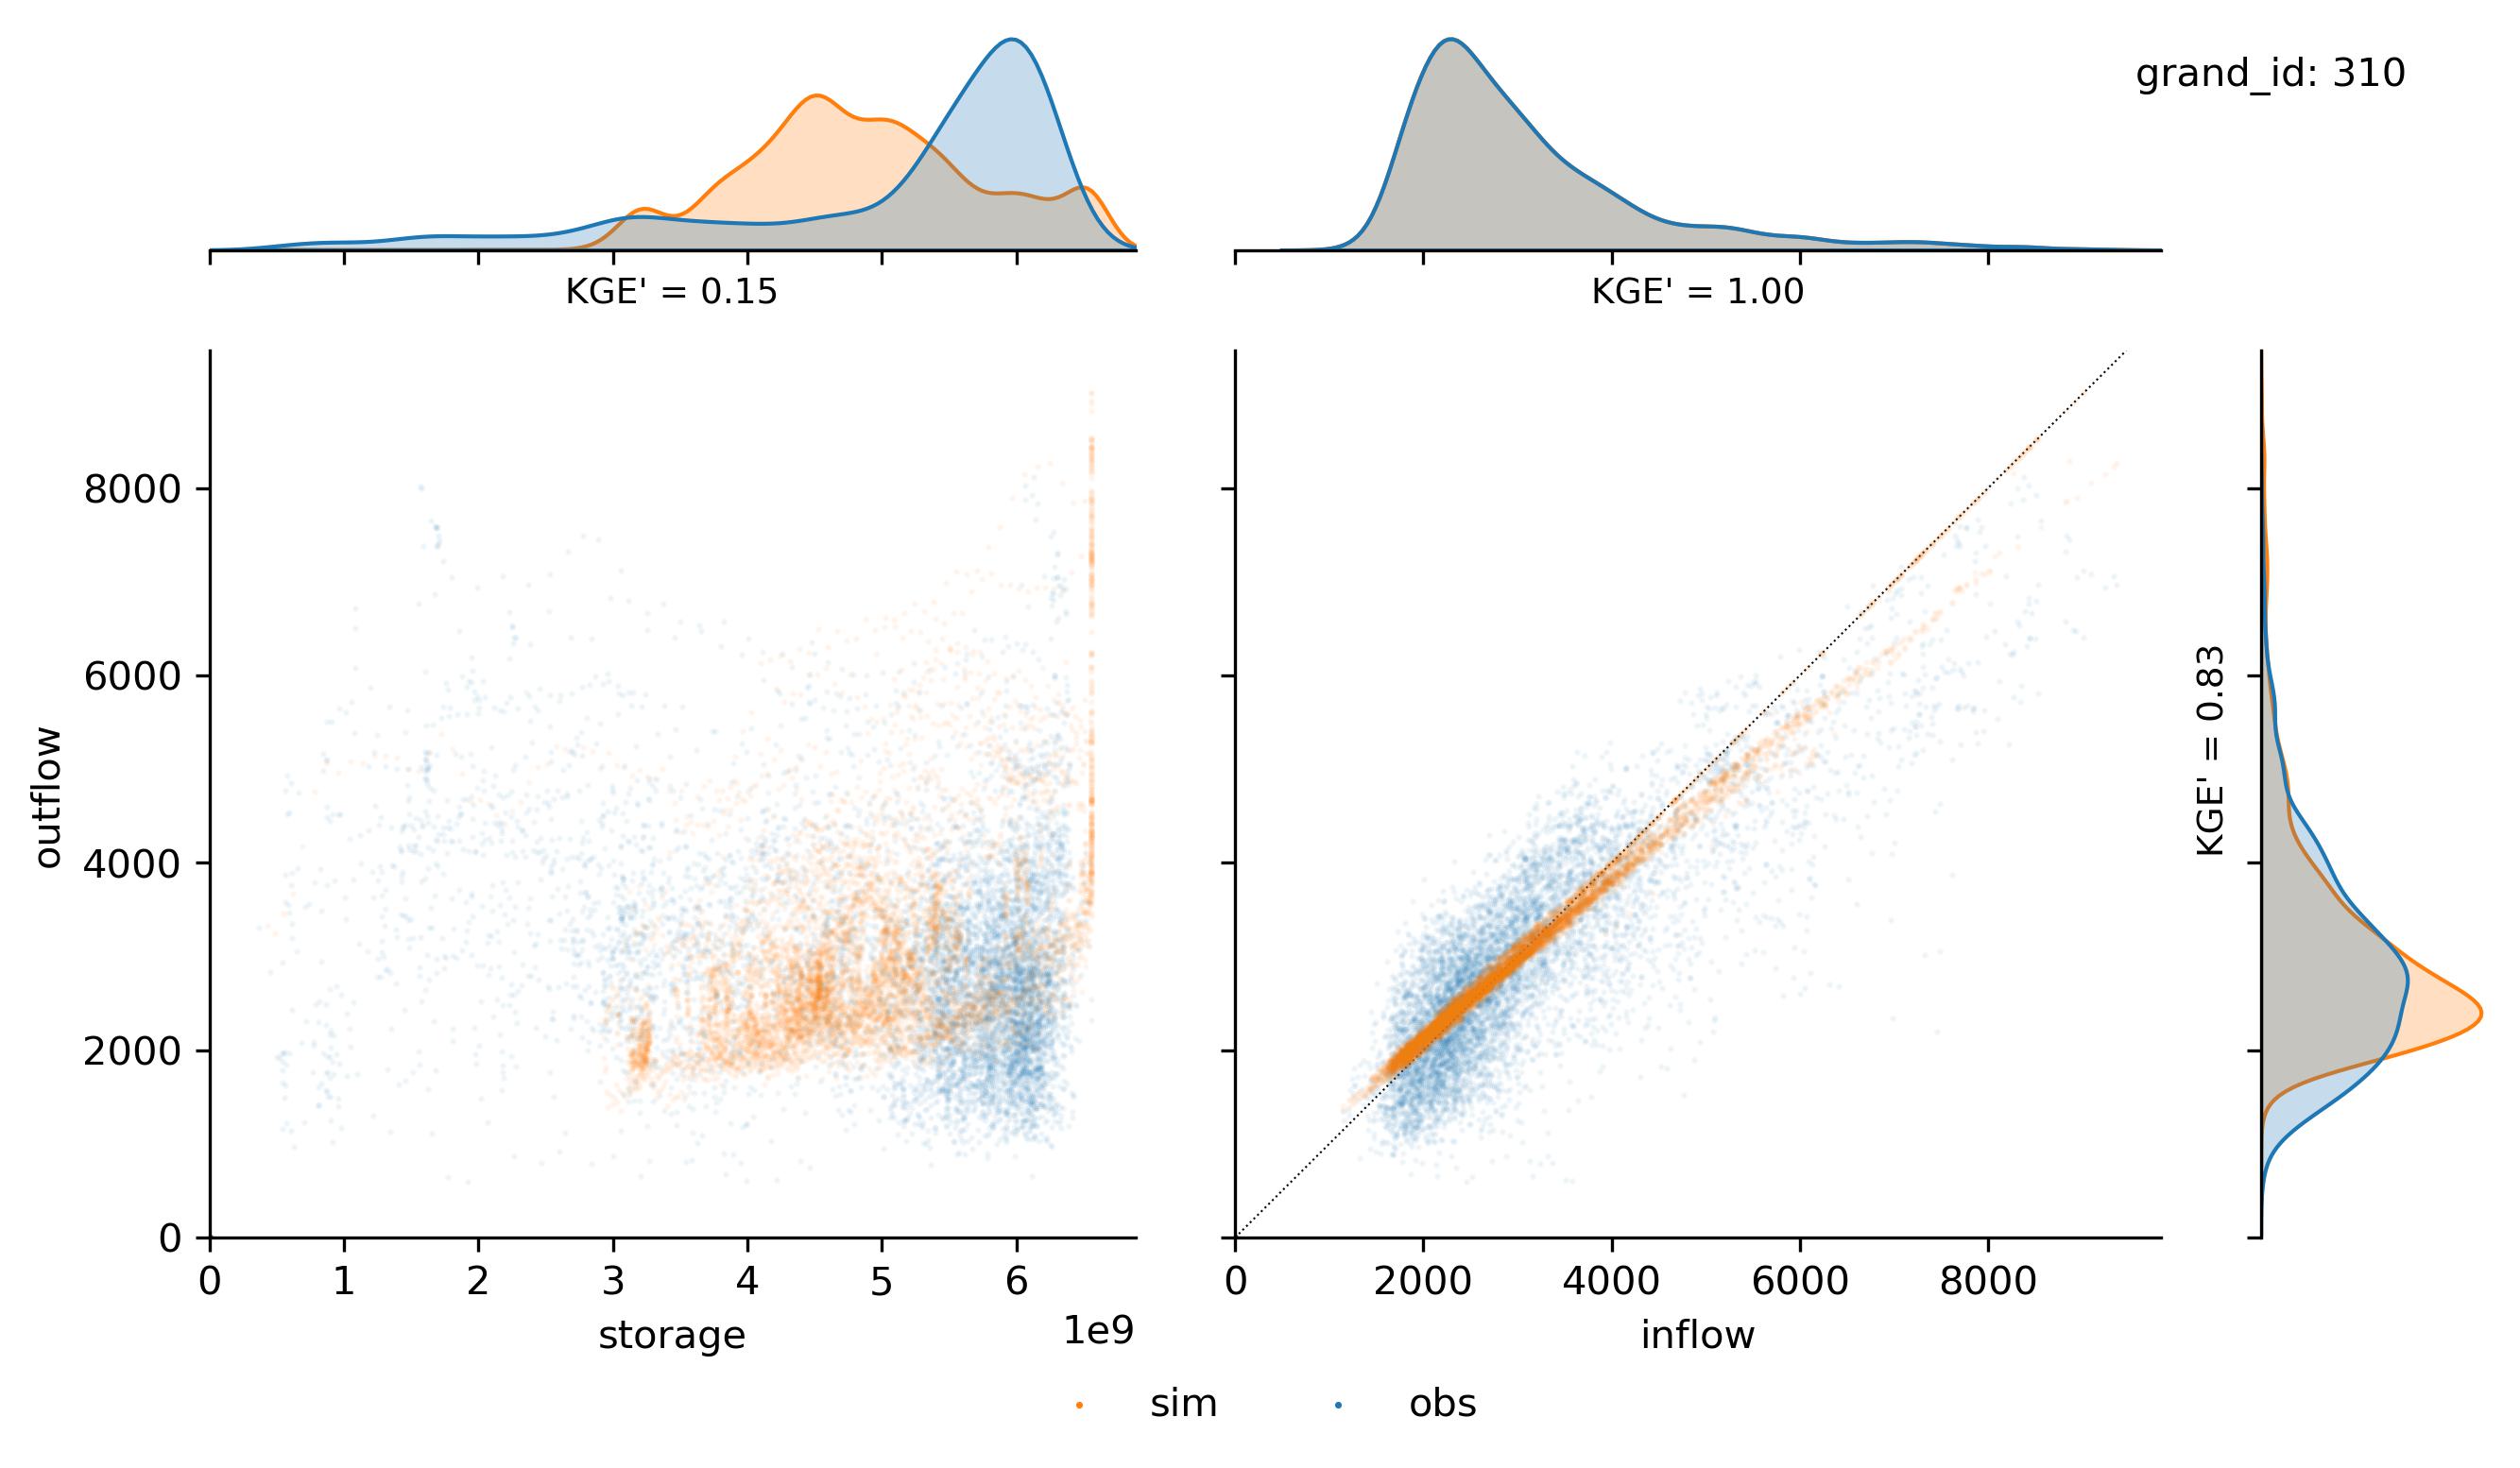 grand_id: 310
KGE' = 0.15
KGE' = 1.00
8000
6000
4000
2000
0
outflow
KGE' = 0.83
0 1 2 3 4 5 6
1e9
storage
0 2000 4000 6000 8000
inflow
sim obs